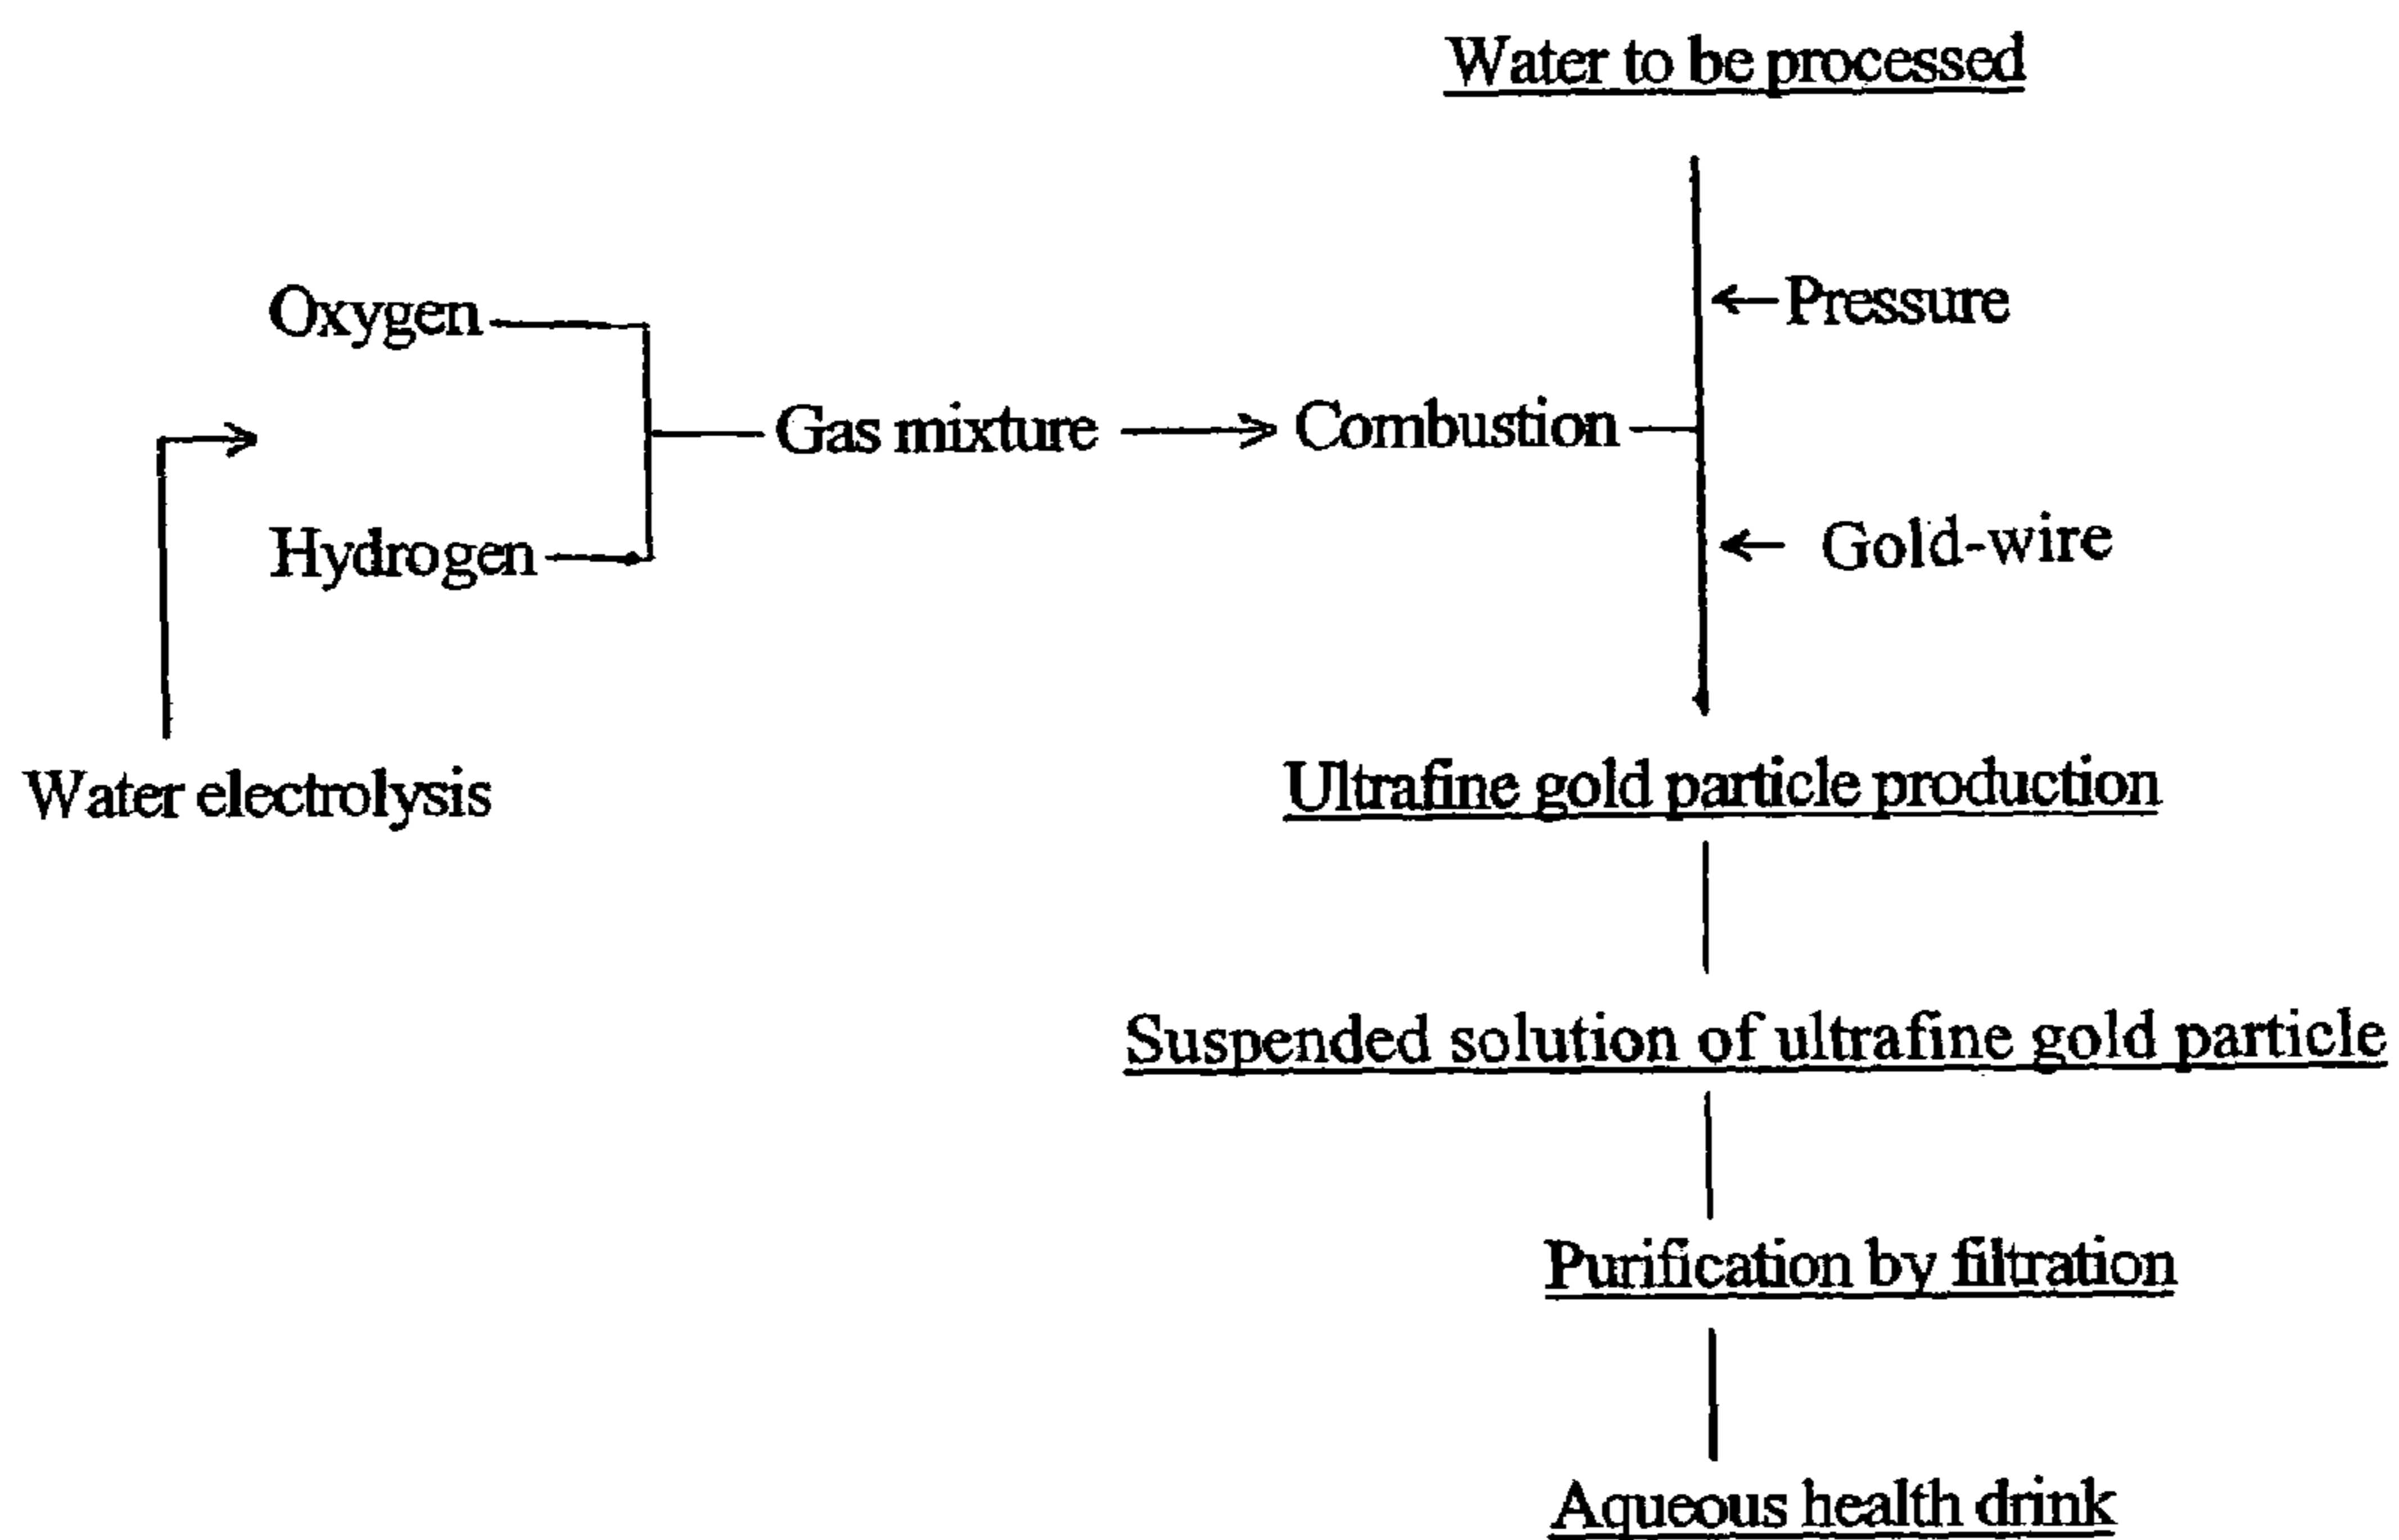 Water to be processed
Oxygen
Pressure
Gas mixture
Combustion
Hydrogen
Gold-wire
Water electrolysis
Ultrafine gold particle production
Suspended solution of ultrafine gold particle
Purification by filtration
Aqueous health drink